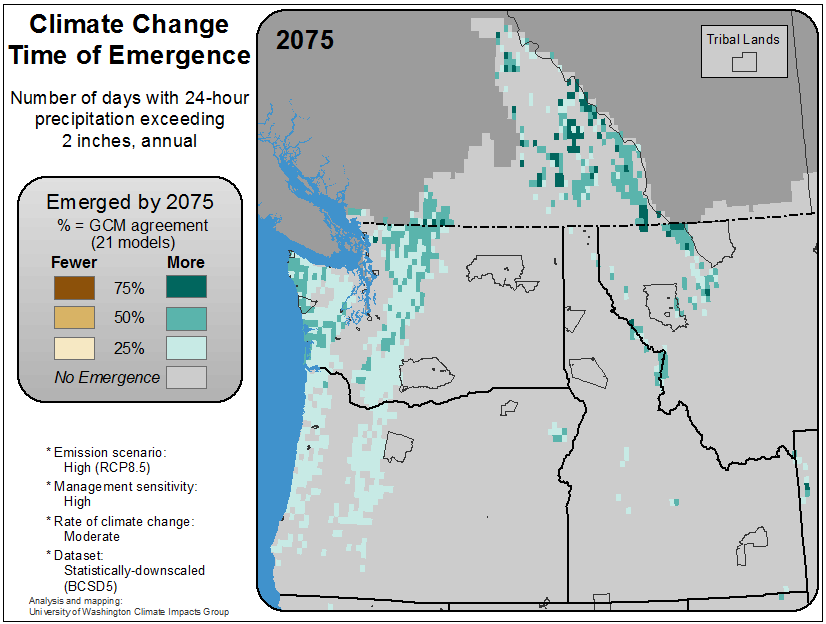 Climate Change
Time of Emergence
Number of days with 24-hour
precipitation exceeding
2 inches, annual
Emerged by 2075
% = GCM agreement
(21 models)
Fewer More
75%
50%
25%
No Emergence
* Emission scenario:
High (RCP8.5)
* Management sensitivity:
High
* Rate of climate change:
Moderate
* Dataset:
Statistically-downscaled
(BCSD5)
Analysis and mapping:
University of Washington Climate Impacts Group
2075
Tribal Lands